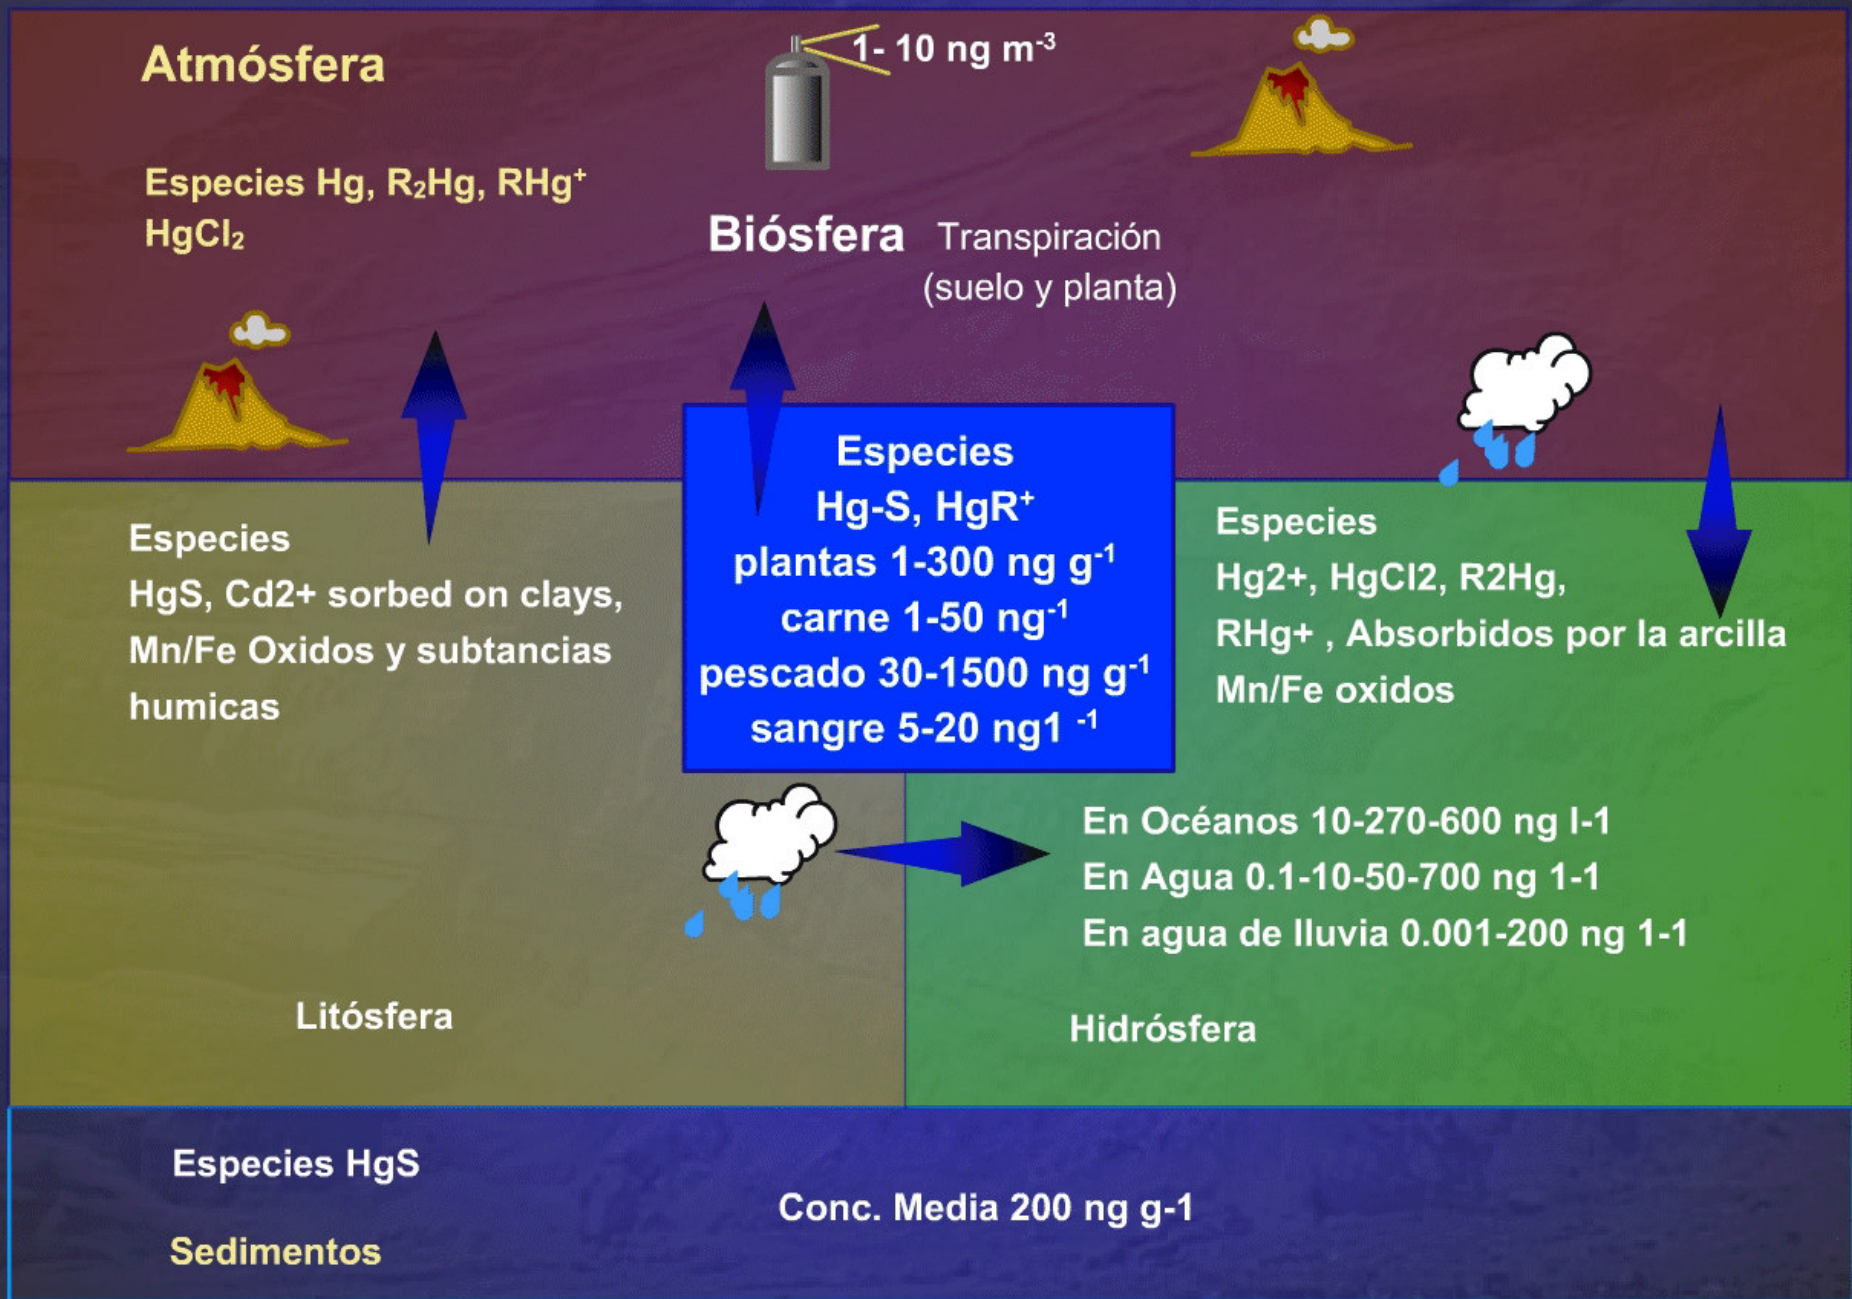 Atmósfera
1- 10 ng m-3
Especies Hg, R₂Hg, RHg⁺
HgCl₂
Biósfera
Transpiración
(suelo y planta)
Especies
HgS, Cd2+ sorbed on clays,
Mn/Fe Oxidos y subtancias
humicas
Especies
Hg-S, HgR⁺
plantas 1-300 ng g⁻¹
carne 1-50 ng⁻¹
pescado 30-1500 ng g⁻¹
sangre 5-20 ng1 ⁻¹
Especies
Hg2+, HgCl2, R2Hg,
RHg+ , Absorbidos por la arcilla
Mn/Fe oxidos
En Océanos 10-270-600 ng l-1
En Agua 0.1-10-50-700 ng 1-1
En agua de lluvia 0.001-200 ng 1-1
Litósfera
Hidrósfera
Especies HgS
Conc. Media 200 ng g-1
Sedimentos